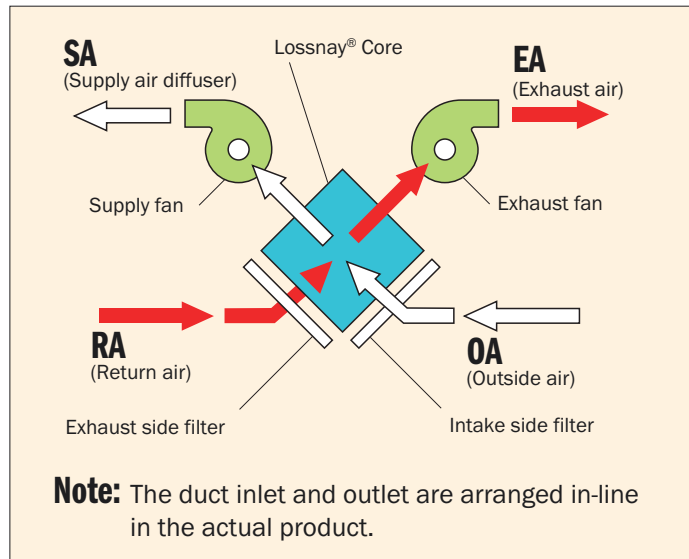 SA
(Supply air diffuser)
Lossnay® Core
EA
(Exhaust air)
Supply fan
Exhaust fan
RA
(Return air)
OA
(Outside air)
Exhaust side filter
Intake side filter
Note: The duct inlet and outlet are arranged in-line
in the actual product.